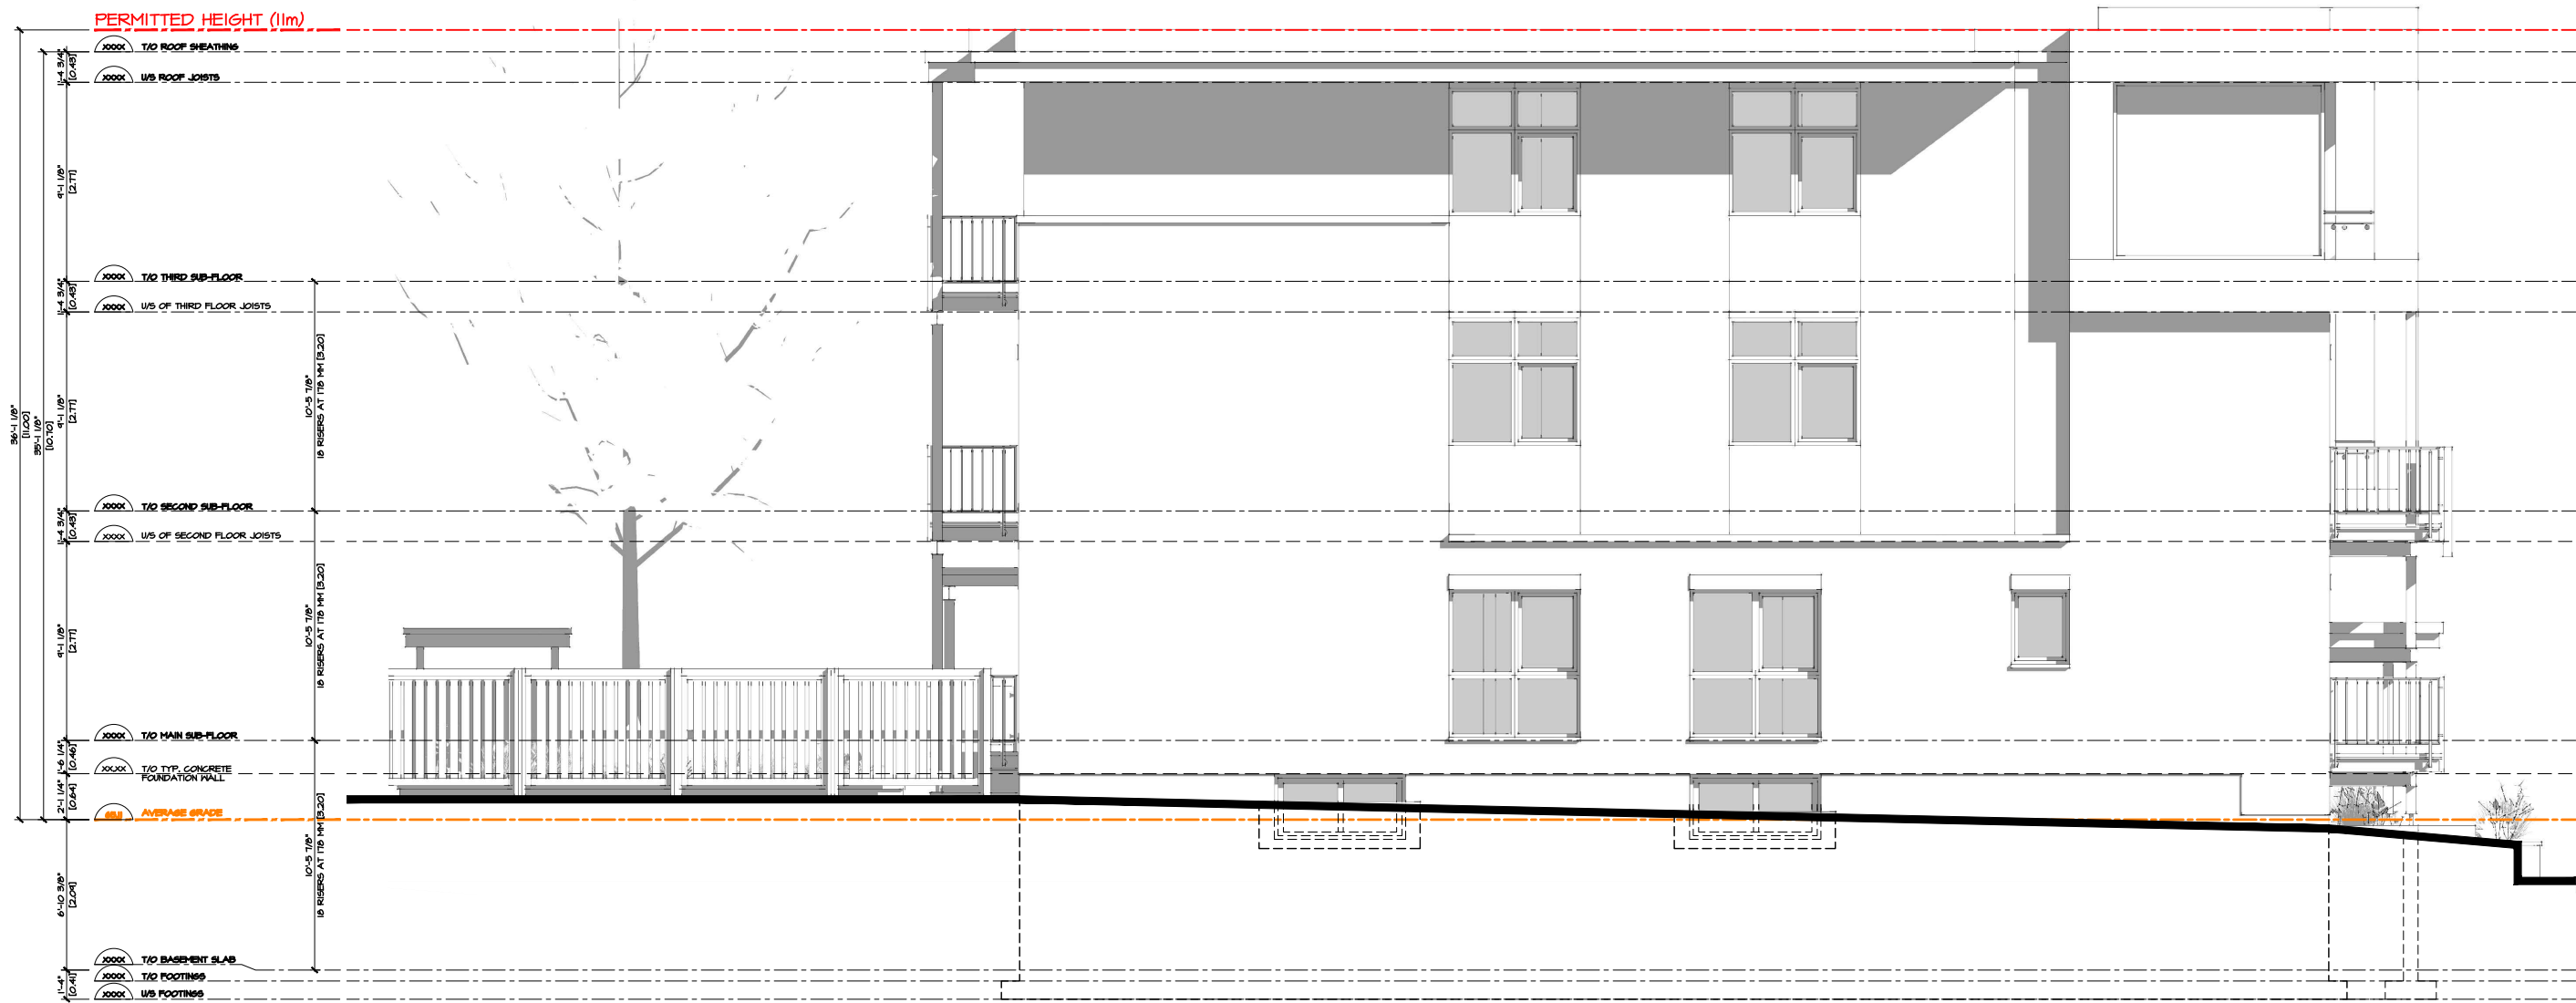 PERMITTED HEIGHT (11m)
XXXX T/O ROOF SHEATHING
XXXX U/S ROOF JOISTS
XXXX T/O THIRD SUB-FLOOR
XXXX U/S OF THIRD FLOOR JOISTS
XXXX T/O SECOND SUB-FLOOR
XXXX U/S OF SECOND FLOOR JOISTS
XXXX T/O MAIN SUB-FLOOR
XX.XX T/O TYP. CONCRETE
FOUNDATION WALL
AVERAGE GRADE
XXXX T/O BASEMENT SLAB
XXXX T/O FOOTINGS
XXXX U/S FOOTINGS
36'-1 1/8"
[11.00]
35'-1 1/8"
[10.70]
1'-4 3/4"
[0.43]
9'-1 1/8"
[2.77]
1'-4 3/4"
[0.43]
9'-1 1/8"
[2.77]
1'-4 3/4"
[0.43]
9'-1 1/8"
[2.77]
1'-6 1/4"
[0.46]
2'-1 1/4"
[0.64]
6'-10 3/8"
[2.09]
1'-4"
[0.41]
10'-5 7/8"
18 RISERS AT 178 MM [3.20]
10'-5 7/8"
18 RISERS AT 178 MM [3.20]
10'-5 7/8"
18 RISERS AT 178 MM [3.20]